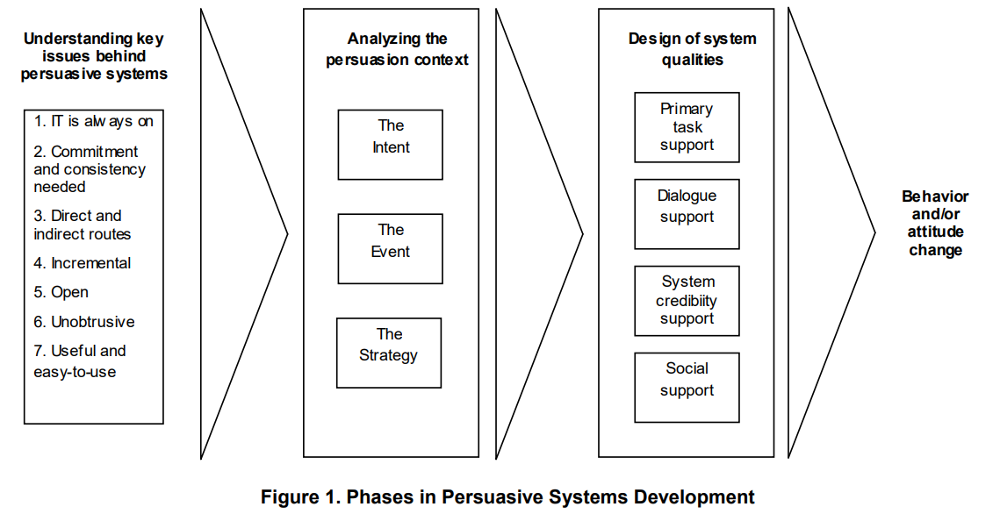 Understanding key
issues behind
persuasive systems
1. IT is always on
2. Commitment
and consistency
needed
3. Direct and
indirect routes
4. Incremental
5. Open
6. Unobtrusive
7. Useful and
easy-to-use
Analyzing the
persuasion context
The
Intent
The
Event
The
Strategy
Design of system
qualities
Primary
task
support
Dialogue
support
System
credibiity
support
Social
support
Behavior
and/or
attitude
change
Figure 1. Phases in Persuasive Systems Development